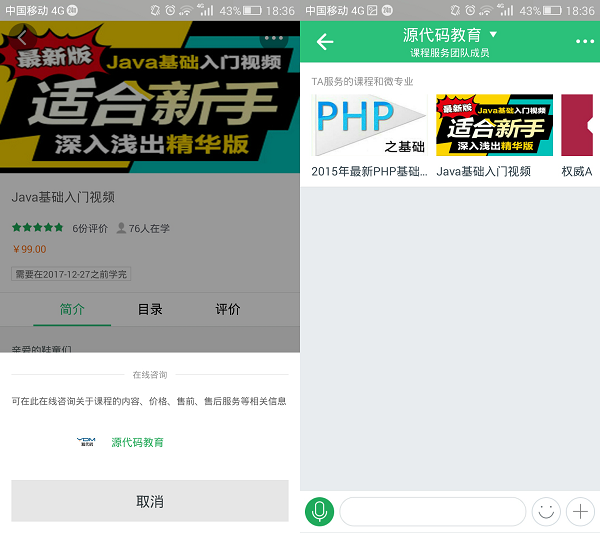 中国移动 4G 4G 43% 18:36
最新版 Java基础入门视频
适合新手
深入浅出精华版
Java基础入门视频
6份评价 76人在学
￥99.00
需要在2017-12-27之前学完
简介 目录 评价
亲爱的鞋童们
在线咨询
可在此在线咨询关于课程的内容、价格、售前、售后服务等相关信息
源代码教育
取消
中国移动 4G 4G 43% 18:36
源代码教育
课程服务团队成员
TA服务的课程和微专业
PHP
之基础
最新版 Java基础入门视频
适合新手
深入浅出精华版
2015年最新PHP基础... Java基础入门视频 权威A